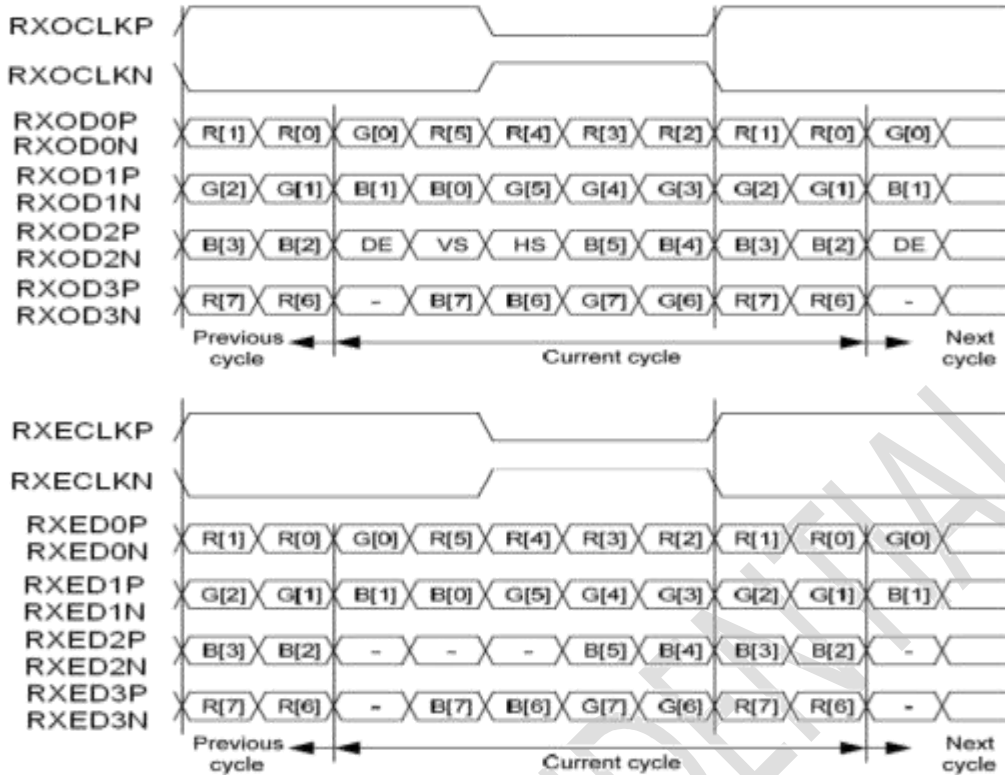 RXOCLKP
RXOCLKN
RXOD0P R[1] R[0] G[0] R[5] R[4] R[3] R[2] R[1] R[0] G[0]
RXOD0N
RXOD1P G[2] G[1] B[1] B[0] G[5] G[4] G[3] G[2] G[1] B[1]
RXOD1N
RXOD2P B[3] B[2] DE VS HS B[5] B[4] B[3] B[2] DE
RXOD2N
RXOD3P R[7] R[6] - B[7] B[6] G[7] G[6] R[7] R[6] -
RXOD3N
Previous cycle Current cycle Next cycle
RXECLKP
RXECLKN
RXED0P R[1] R[0] G[0] R[5] R[4] R[3] R[2] R[1] R[0] G[0]
RXED0N
RXED1P G[2] G[1] B[1] B[0] G[5] G[4] G[3] G[2] G[1] B[1]
RXED1N
RXED2P B[3] B[2] - - - B[5] B[4] B[3] B[2] -
RXED2N
RXED3P R[7] R[6] - B[7] B[6] G[7] G[6] R[7] R[6] -
RXED3N
Previous cycle Current cycle Next cycle